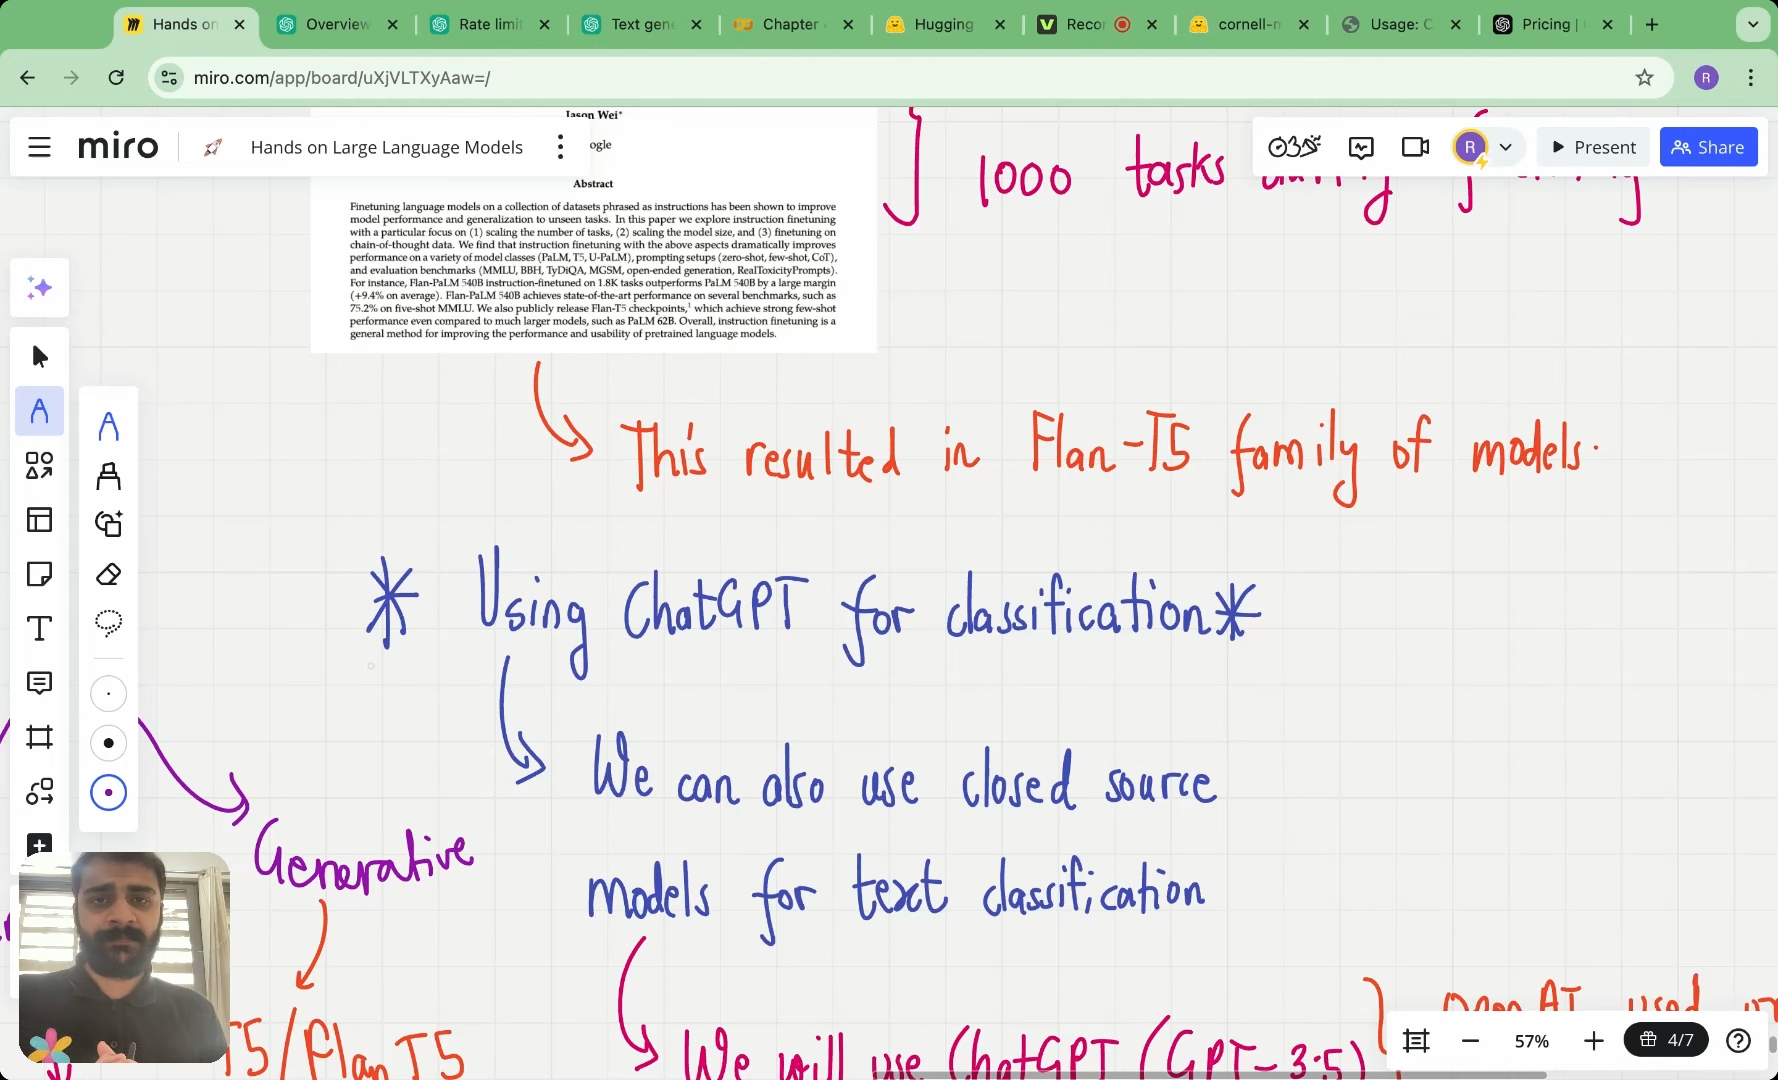 Hands on
Overview
Rate limit
Text gen
Chapter
Hugging
Recor
cornell-m
Usage: C
Pricing |
miro.com/app/board/uXjVLTXyAaw=/
R
miro
Hands on Large Language Models
R
Present
Share
Jason Wei*
ogle
Abstract
Finetuning language models on a collection of datasets phrased as instructions has been shown to improve
model performance and generalization to unseen tasks. In this paper we explore instruction finetuning
with a particular focus on (1) scaling the number of tasks, (2) scaling the model size, and (3) finetuning on
chain-of-thought data. We find that instruction finetuning with the above aspects dramatically improves
performance on a variety of model classes (PaLM, T5, U-PaLM), prompting setups (zero-shot, few-shot, CoT),
and evaluation benchmarks (MMLU, BBH, TyDiQA, MGSM, open-ended generation, RealToxicityPrompts).
For instance, Flan-PaLM 540B instruction-finetuned on 1.8K tasks outperforms PaLM 540B by a large margin
(+9.4% on average). Flan-PaLM 540B achieves state-of-the-art performance on several benchmarks, such as
75.2% on five-shot MMLU. We also publicly release Flan-T5 checkpoints,¹ which achieve strong few-shot
performance even compared to much larger models, such as PaLM 62B. Overall, instruction finetuning is a
general method for improving the performance and usability of pretrained language models.
1000 tasks
This resulted in Flan-T5 family of models.
* Using ChatGPT for classification *
We can also use closed source
models for text classification
Generative
T5/Flan T5
We will use ChatGPT (GPT-3.5)
open AI used
57%
4/7